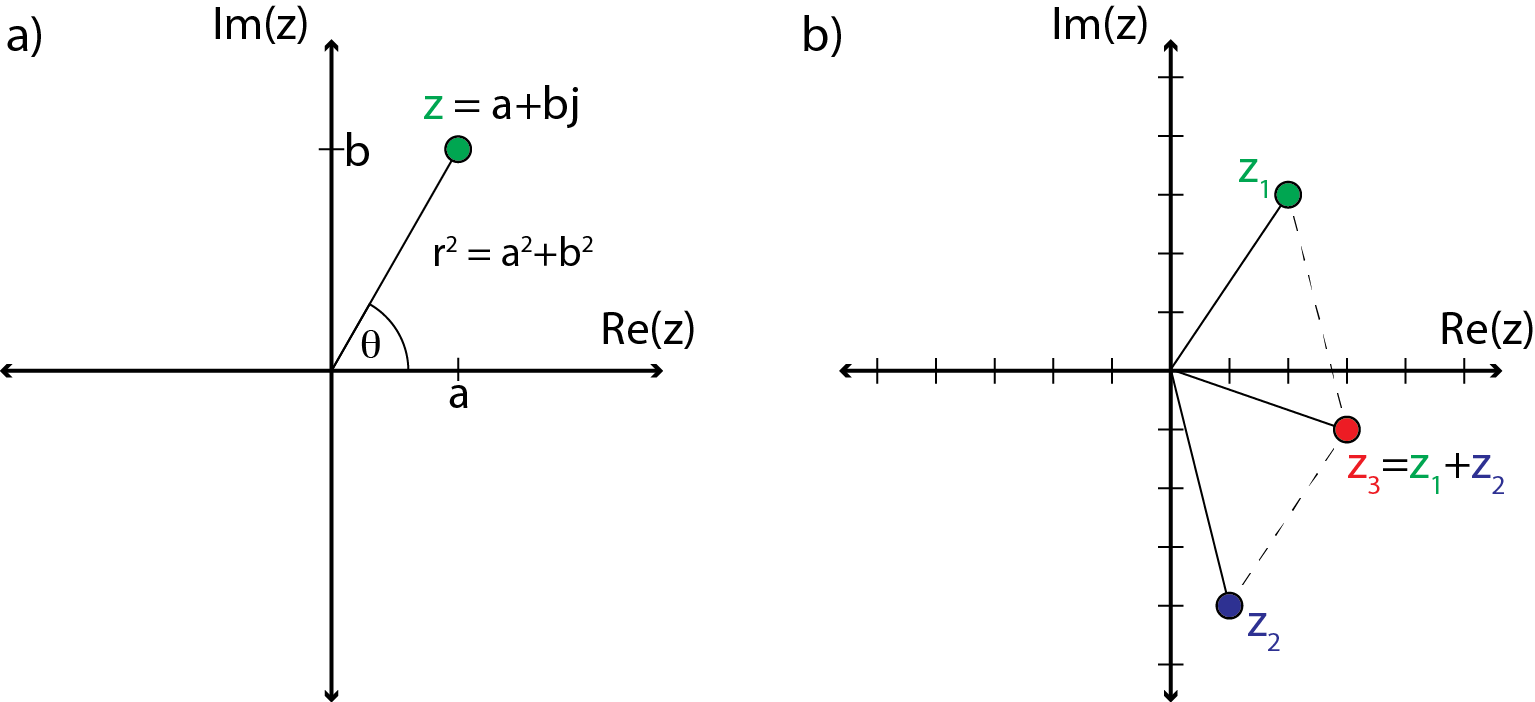 a)
Im(z)
z = a+bj
b
r² = a²+b²
θ
Re(z)
a
b)
Im(z)
z₁
Re(z)
z₃=z₁+z₂
z₂